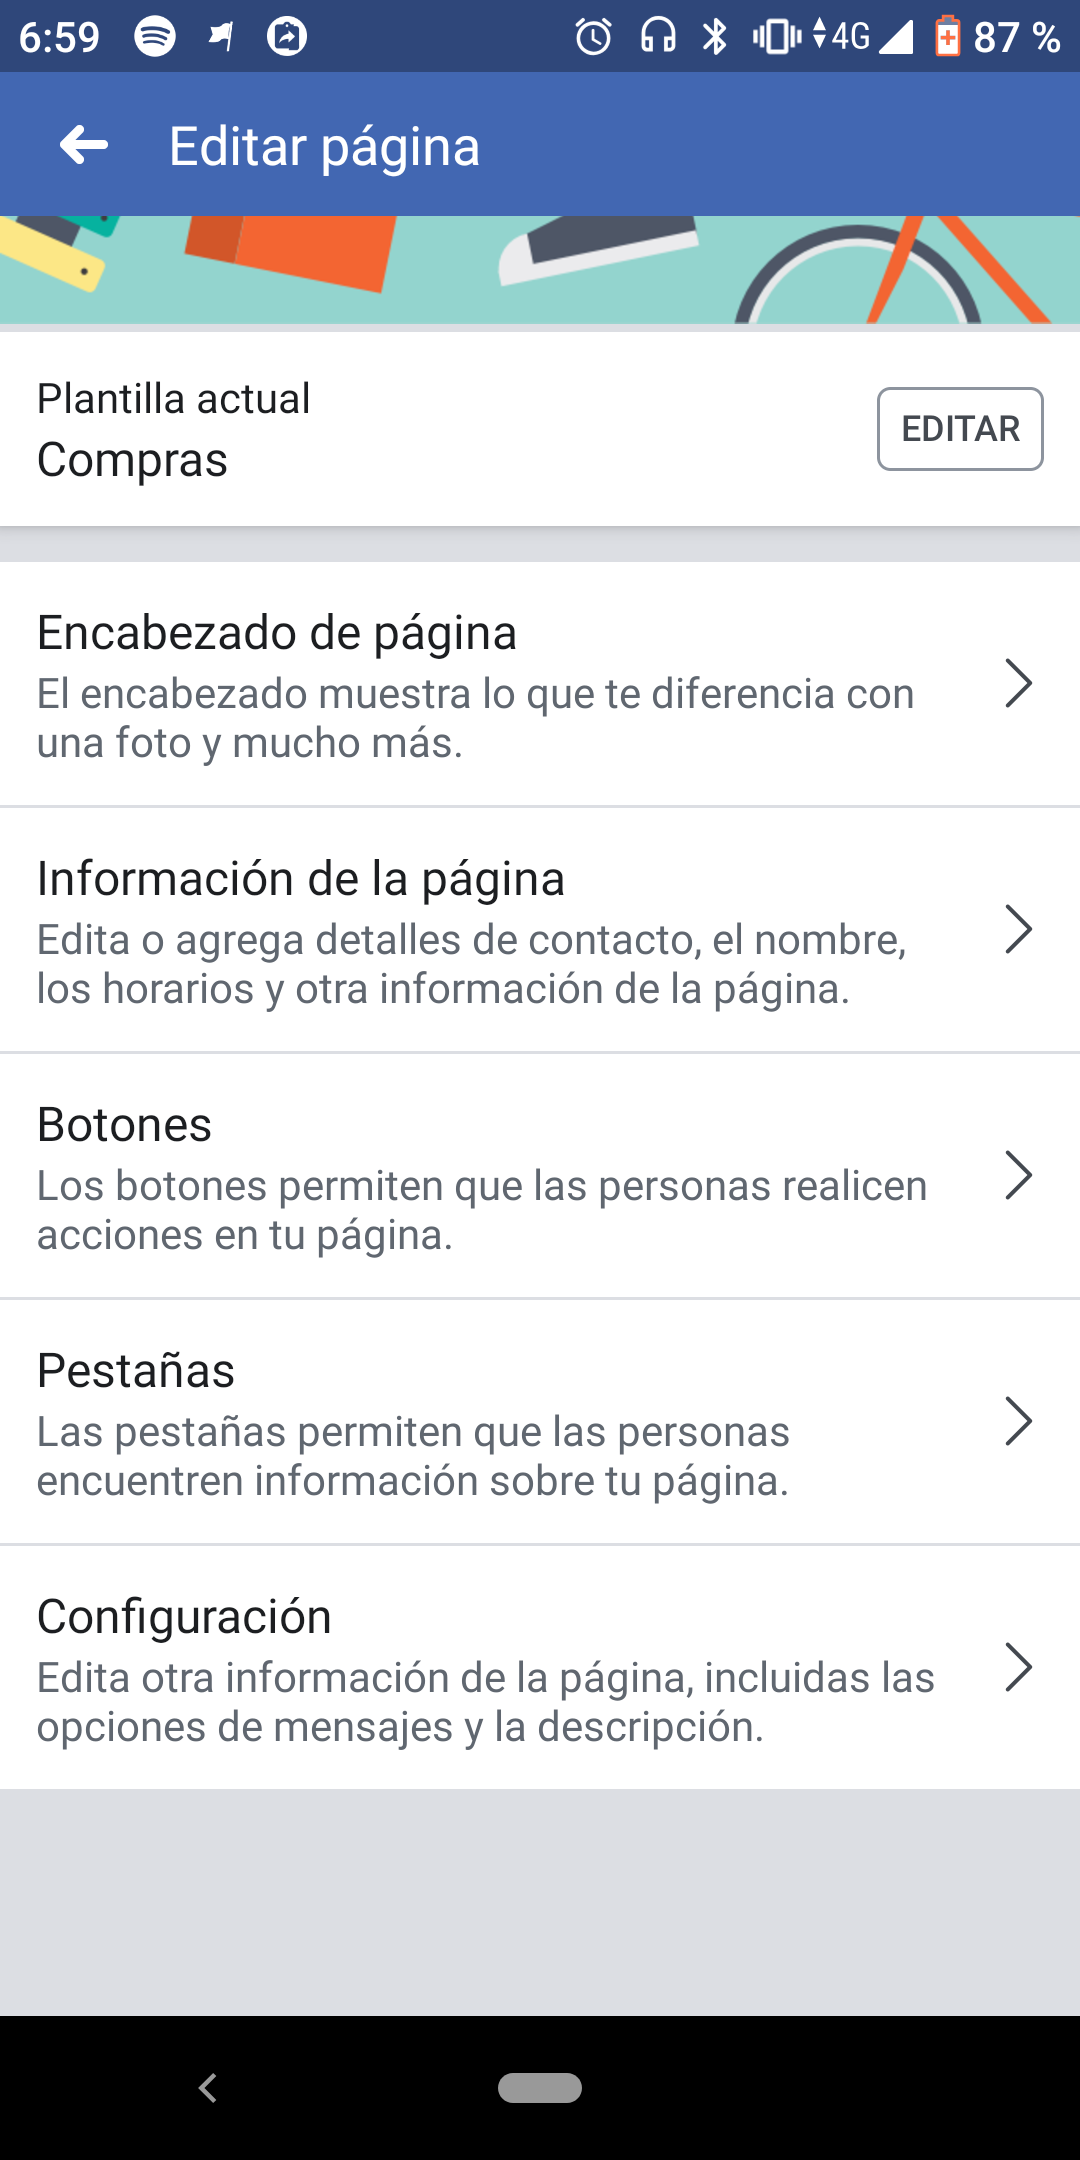 6:59 4G 87 %
Editar página
Plantilla actual
Compras
EDITAR
Encabezado de página
El encabezado muestra lo que te diferencia con
una foto y mucho más.
Información de la página
Edita o agrega detalles de contacto, el nombre,
los horarios y otra información de la página.
Botones
Los botones permiten que las personas realicen
acciones en tu página.
Pestañas
Las pestañas permiten que las personas
encuentren información sobre tu página.
Configuración
Edita otra información de la página, incluidas las
opciones de mensajes y la descripción.